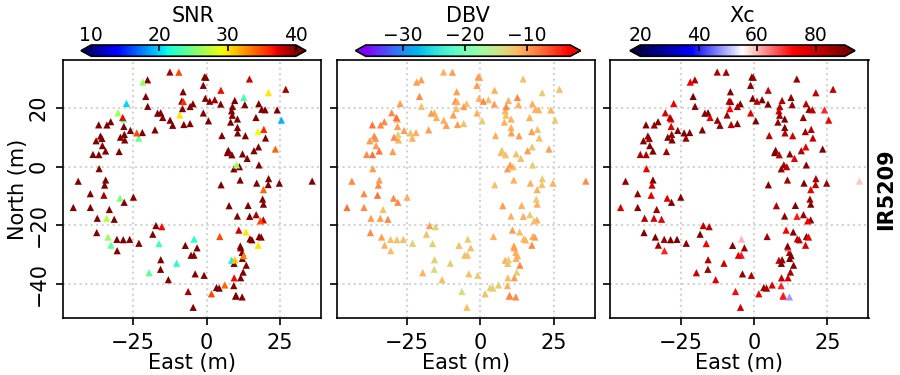 SNR DBV Xc
10 20 30 40 −30 −20 −10 20 40 60 80
20
0
−20
−40
North (m)
IR5209
−25 0 25 −25 0 25 −25 0 25
East (m) East (m) East (m)